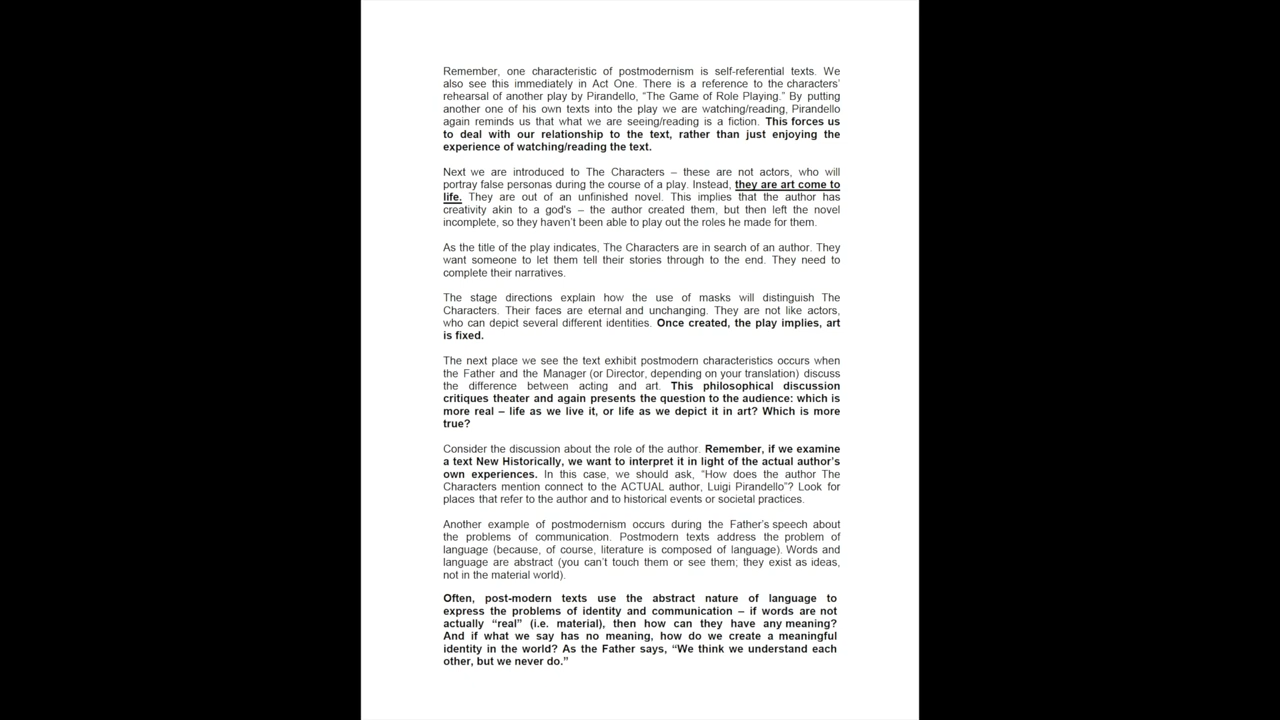 Remember, one characteristic of postmodernism is self-referential texts. We
also see this immediately in Act One. There is a reference to the characters'
rehearsal of another play by Pirandello, “The Game of Role Playing.” By putting
another one of his own texts into the play we are watching/reading, Pirandello
again reminds us that what we are seeing/reading is a fiction. This forces us
to deal with our relationship to the text, rather than just enjoying the
experience of watching/reading the text.
Next we are introduced to The Characters – these are not actors, who will
portray false personas during the course of a play. Instead, they are art come to
life. They are out of an unfinished novel. This implies that the author has
creativity akin to a god's – the author created them, but then left the novel
incomplete, so they haven't been able to play out the roles he made for them.
As the title of the play indicates, The Characters are in search of an author. They
want someone to let them tell their stories through to the end. They need to
complete their narratives.
The stage directions explain how the use of masks will distinguish The
Characters. Their faces are eternal and unchanging. They are not like actors,
who can depict several different identities. Once created, the play implies, art
is fixed.
The next place we see the text exhibit postmodern characteristics occurs when
the Father and the Manager (or Director, depending on your translation) discuss
the difference between acting and art. This philosophical discussion
critiques theater and again presents the question to the audience: which is
more real – life as we live it, or life as we depict it in art? Which is more
true?
Consider the discussion about the role of the author. Remember, if we examine
a text New Historically, we want to interpret it in light of the actual author's
own experiences. In this case, we should ask, “How does the author The
Characters mention connect to the ACTUAL author, Luigi Pirandello”? Look for
places that refer to the author and to historical events or societal practices.
Another example of postmodernism occurs during the Father's speech about
the problems of communication. Postmodern texts address the problem of
language (because, of course, literature is composed of language). Words and
language are abstract (you can't touch them or see them; they exist as ideas,
not in the material world).
Often, post-modern texts use the abstract nature of language to
express the problems of identity and communication – if words are not
actually “real” (i.e. material), then how can they have any meaning?
And if what we say has no meaning, how do we create a meaningful
identity in the world? As the Father says, “We think we understand each
other, but we never do.”